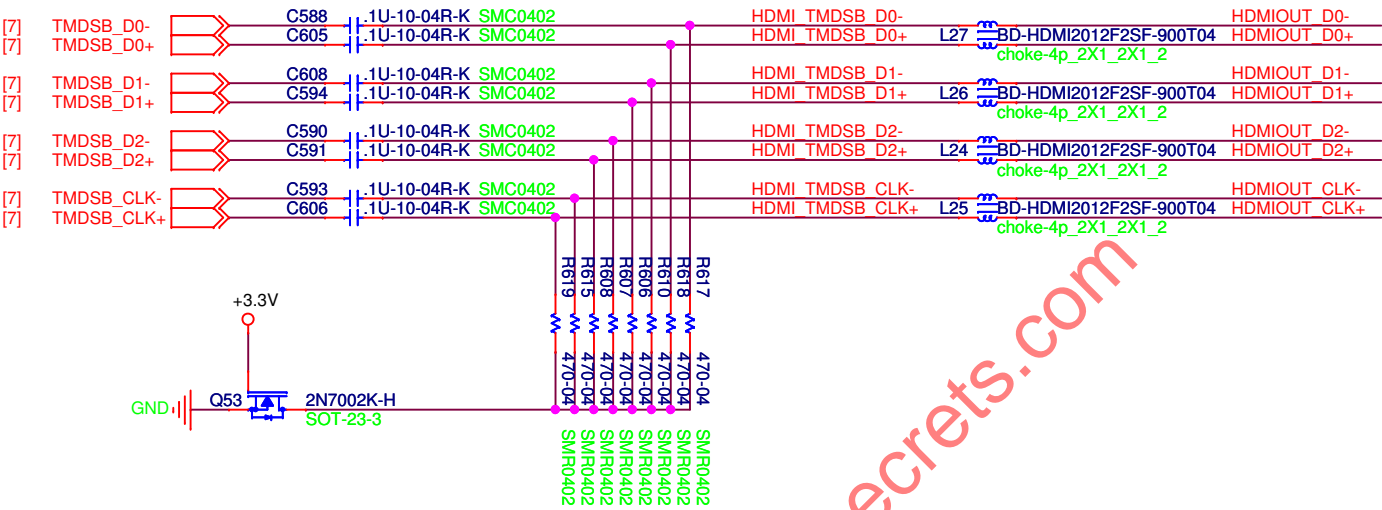 C588 .1U-10-04R-K SMC0402 HDMI_TMDSB_D0- HDMIOUT_D0-
[7] TMDSB_D0-
[7] TMDSB_D0+ C605 .1U-10-04R-K SMC0402 HDMI_TMDSB_D0+ L27 BD-HDMI2012F2SF-900T04 HDMIOUT_D0+
choke-4p_2X1_2X1_2
C608 .1U-10-04R-K SMC0402 HDMI_TMDSB_D1- HDMIOUT_D1-
[7] TMDSB_D1-
[7] TMDSB_D1+ C594 .1U-10-04R-K SMC0402 HDMI_TMDSB_D1+ L26 BD-HDMI2012F2SF-900T04 HDMIOUT_D1+
choke-4p_2X1_2X1_2
C590 .1U-10-04R-K SMC0402 HDMI_TMDSB_D2- HDMIOUT_D2-
[7] TMDSB_D2-
[7] TMDSB_D2+ C591 .1U-10-04R-K SMC0402 HDMI_TMDSB_D2+ L24 BD-HDMI2012F2SF-900T04 HDMIOUT_D2+
choke-4p_2X1_2X1_2
C593 .1U-10-04R-K SMC0402 HDMI_TMDSB_CLK- HDMIOUT_CLK-
[7] TMDSB_CLK-
[7] TMDSB_CLK+ C606 .1U-10-04R-K SMC0402 HDMI_TMDSB_CLK+ L25 BD-HDMI2012F2SF-900T04 HDMIOUT_CLK+
choke-4p_2X1_2X1_2
R619 R615 R608 R607 R606 R610 R618 R617
+3.3V
470-04 470-04 470-04 470-04 470-04 470-04 470-04 470-04
GND Q53 2N7002K-H
SOT-23-3
SMR0402 SMR0402 SMR0402 SMR0402 SMR0402 SMR0402 SMR0402 SMR0402
ecrets.com